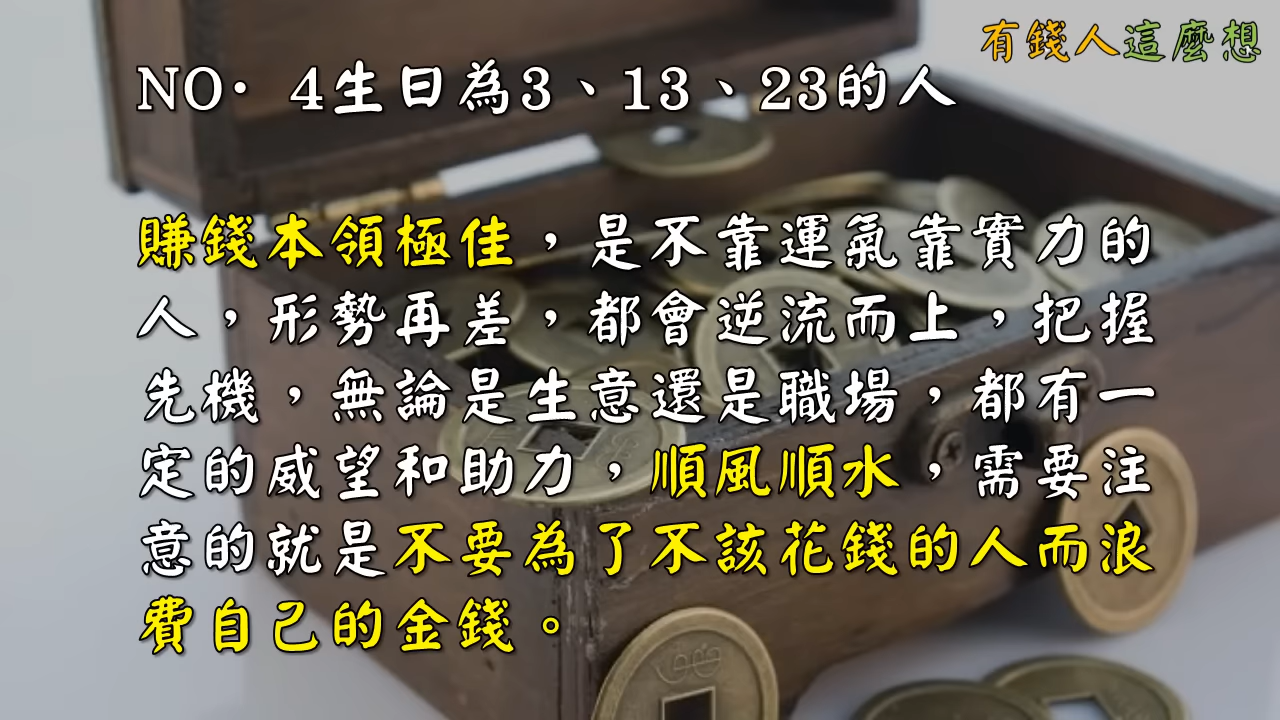 有錢人這麼想
NO·4生日為3、13、23的人
賺錢本領極佳，是不靠運氣靠實力的
人，形勢再差，都會逆流而上，把握
先機，無論是生意還是職場，都有一
定的威望和助力，順風順水，需要注
意的就是不要為了不該花錢的人而浪
費自己的金錢。